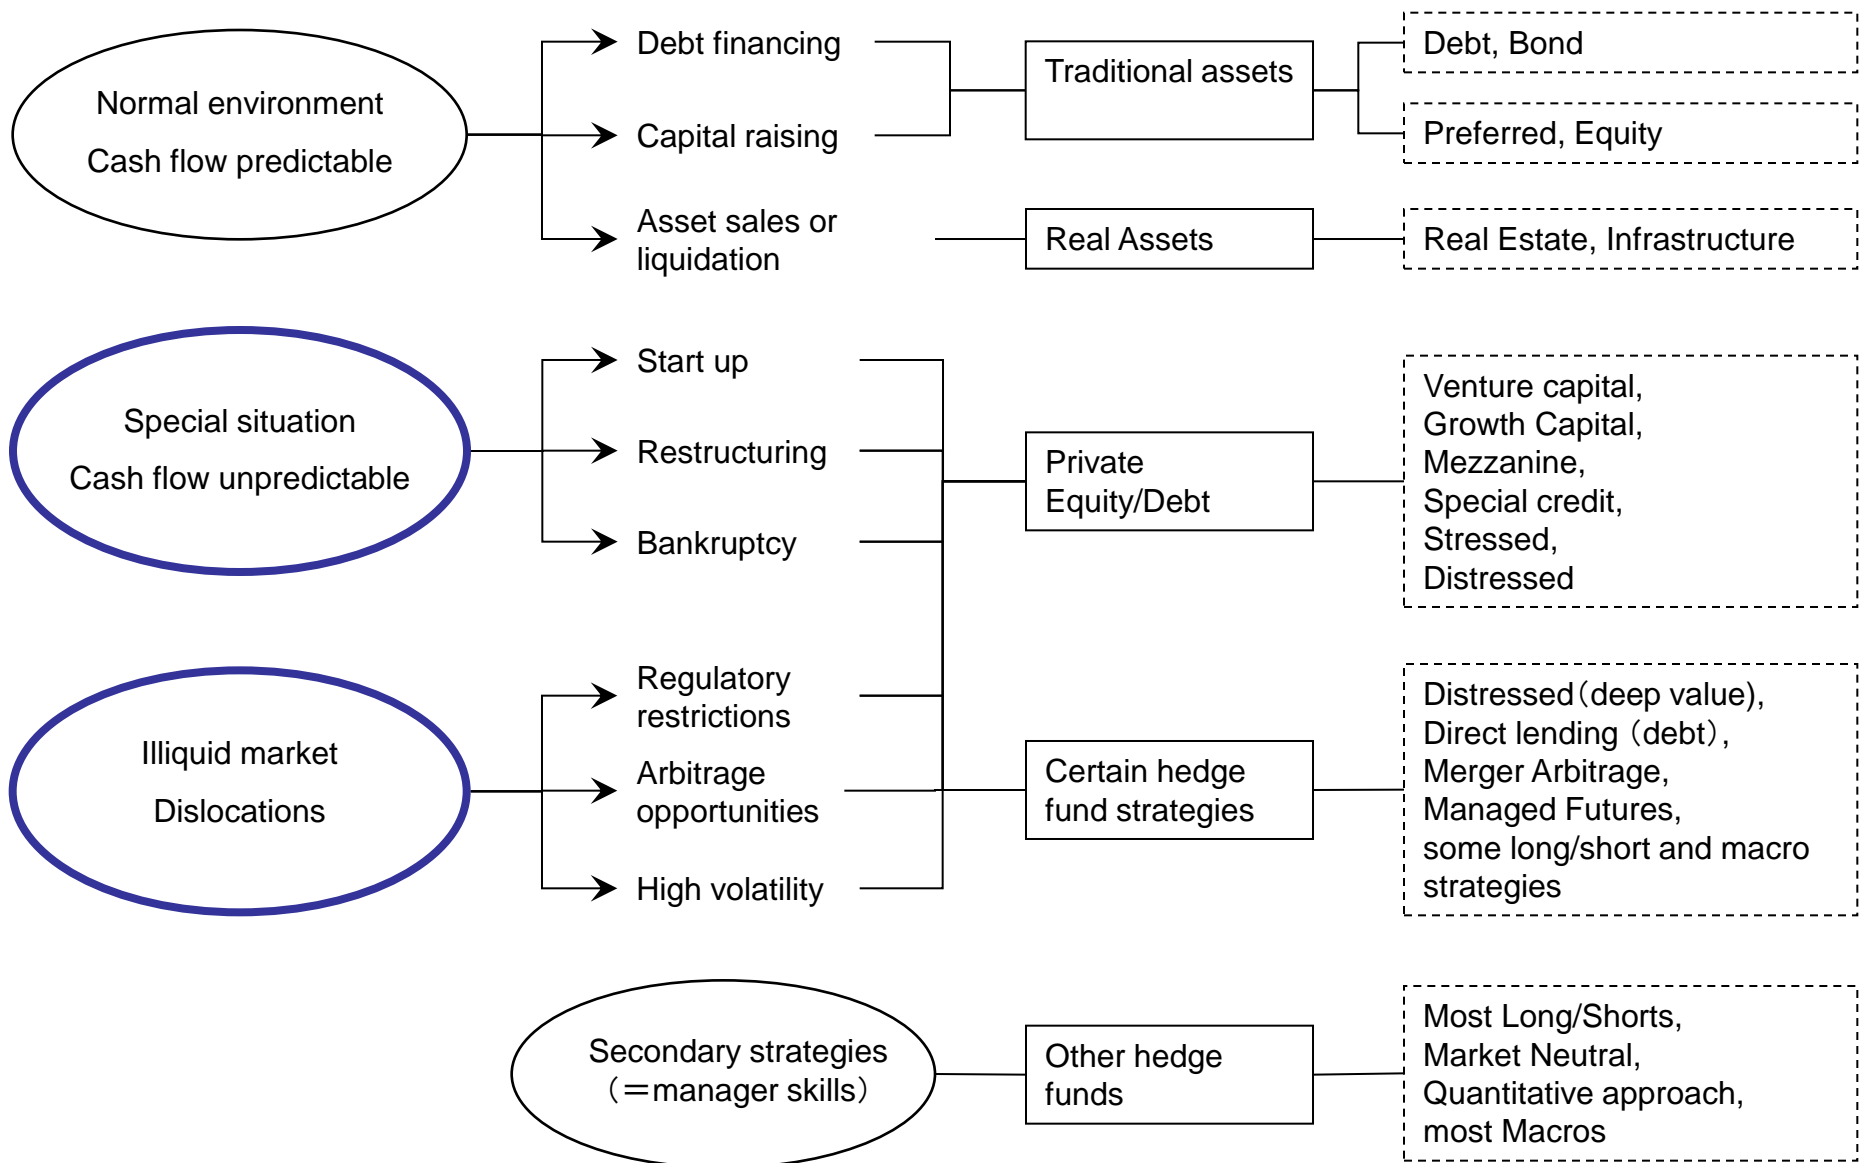 Normal environment
Cash flow predictable
Debt financing
Capital raising
Asset sales or
liquidation
Traditional assets
Real Assets
Debt, Bond
Preferred, Equity
Real Estate, Infrastructure
Special situation
Cash flow unpredictable
Start up
Restructuring
Bankruptcy
Private
Equity/Debt
Venture capital,
Growth Capital,
Mezzanine,
Special credit,
Stressed,
Distressed
Illiquid market
Dislocations
Regulatory
restrictions
Arbitrage
opportunities
High volatility
Certain hedge
fund strategies
Distressed（deep value),
Direct lending（debt）,
Merger Arbitrage,
Managed Futures,
some long/short and macro
strategies
Secondary strategies
（＝manager skills）
Other hedge
funds
Most Long/Shorts,
Market Neutral,
Quantitative approach,
most Macros